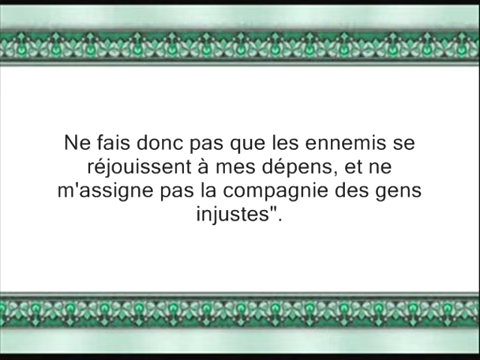 Ne fais donc pas que les ennemis se
réjouissent à mes dépens, et ne
m'assigne pas la compagnie des gens
injustes".